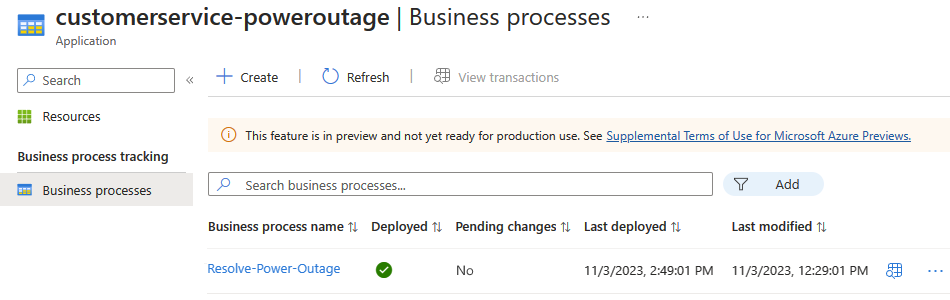 customerservice-poweroutage | Business processes ...
Application
Search «
Resources
Business process tracking
Business processes
Create | Refresh | View transactions
This feature is in preview and not yet ready for production use. See Supplemental Terms of Use for Microsoft Azure Previews.
Search business processes...
Add
Business process name ↑↓ Deployed ↑↓ Pending changes ↑↓ Last deployed ↑↓ Last modified ↑↓
Resolve-Power-Outage No 11/3/2023, 2:49:01 PM 11/3/2023, 12:29:01 PM ...